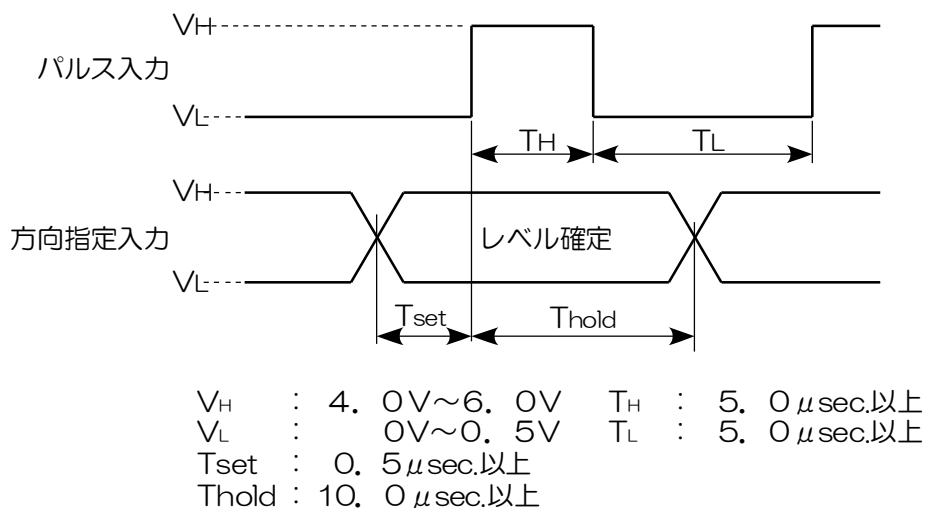 VH
パルス入力
VL
TH
TL
VH
方向指定入力
レベル確定
VL
Tset
Thold
VH : 4.0V～6.0V TH : 5.0μsec.以上
VL : 0V～0.5V TL : 5.0μsec.以上
Tset : 0.5μsec.以上
Thold : 10.0μsec.以上